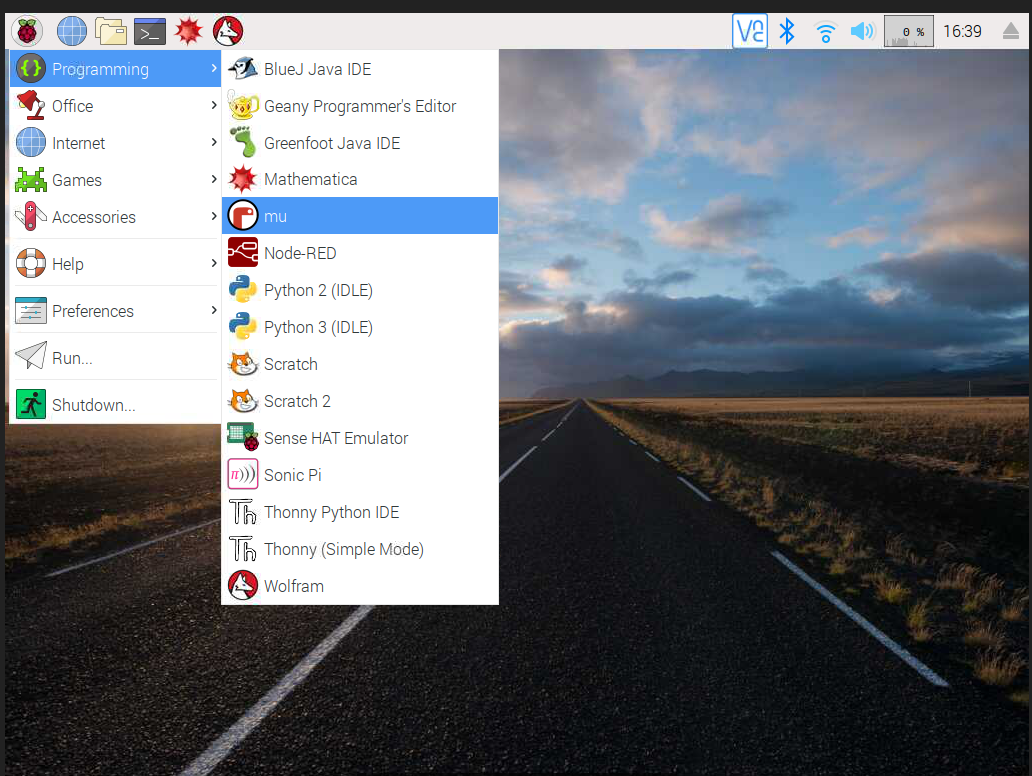 0 %
16:39
Programming
Office
Internet
Games
Accessories
Help
Preferences
Run...
Shutdown...
BlueJ Java IDE
Geany Programmer's Editor
Greenfoot Java IDE
Mathematica
mu
Node-RED
Python 2 (IDLE)
Python 3 (IDLE)
Scratch
Scratch 2
Sense HAT Emulator
Sonic Pi
Thonny Python IDE
Thonny (Simple Mode)
Wolfram